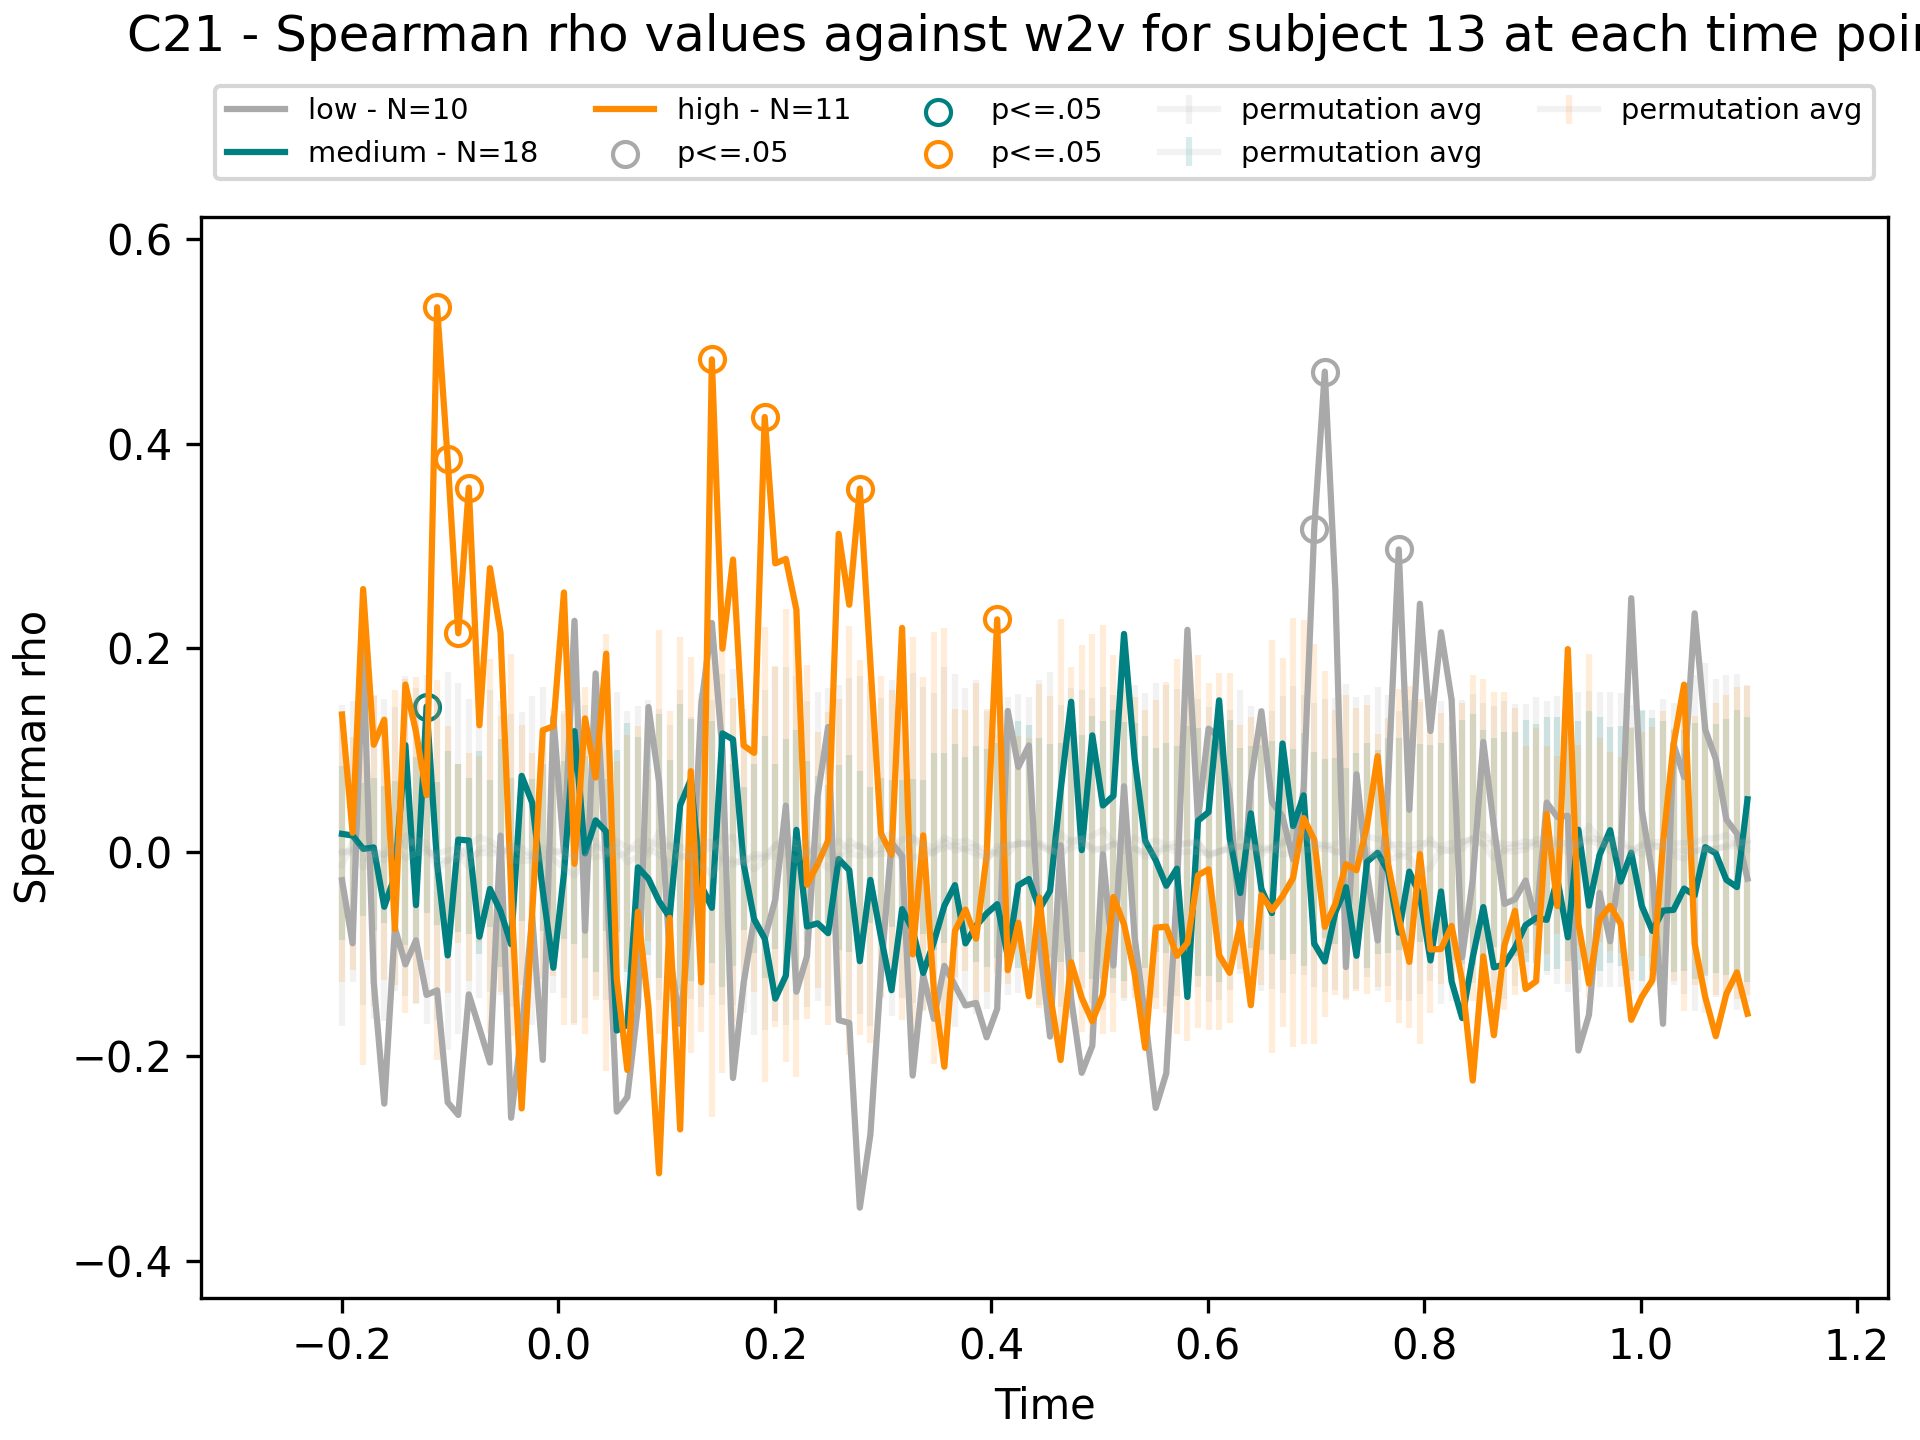 C21 - Spearman rho values against w2v for subject 13 at each time
low - N=10
medium - N=18
high - N=11
p<=.05
p<=.05
p<=.05
permutation avg
permutation avg
permutation avg
Spearman rho
0.6
0.4
0.2
0.0
−0.2
−0.4
−0.2
0.0
0.2
0.4
0.6
0.8
1.0
1.2
Time